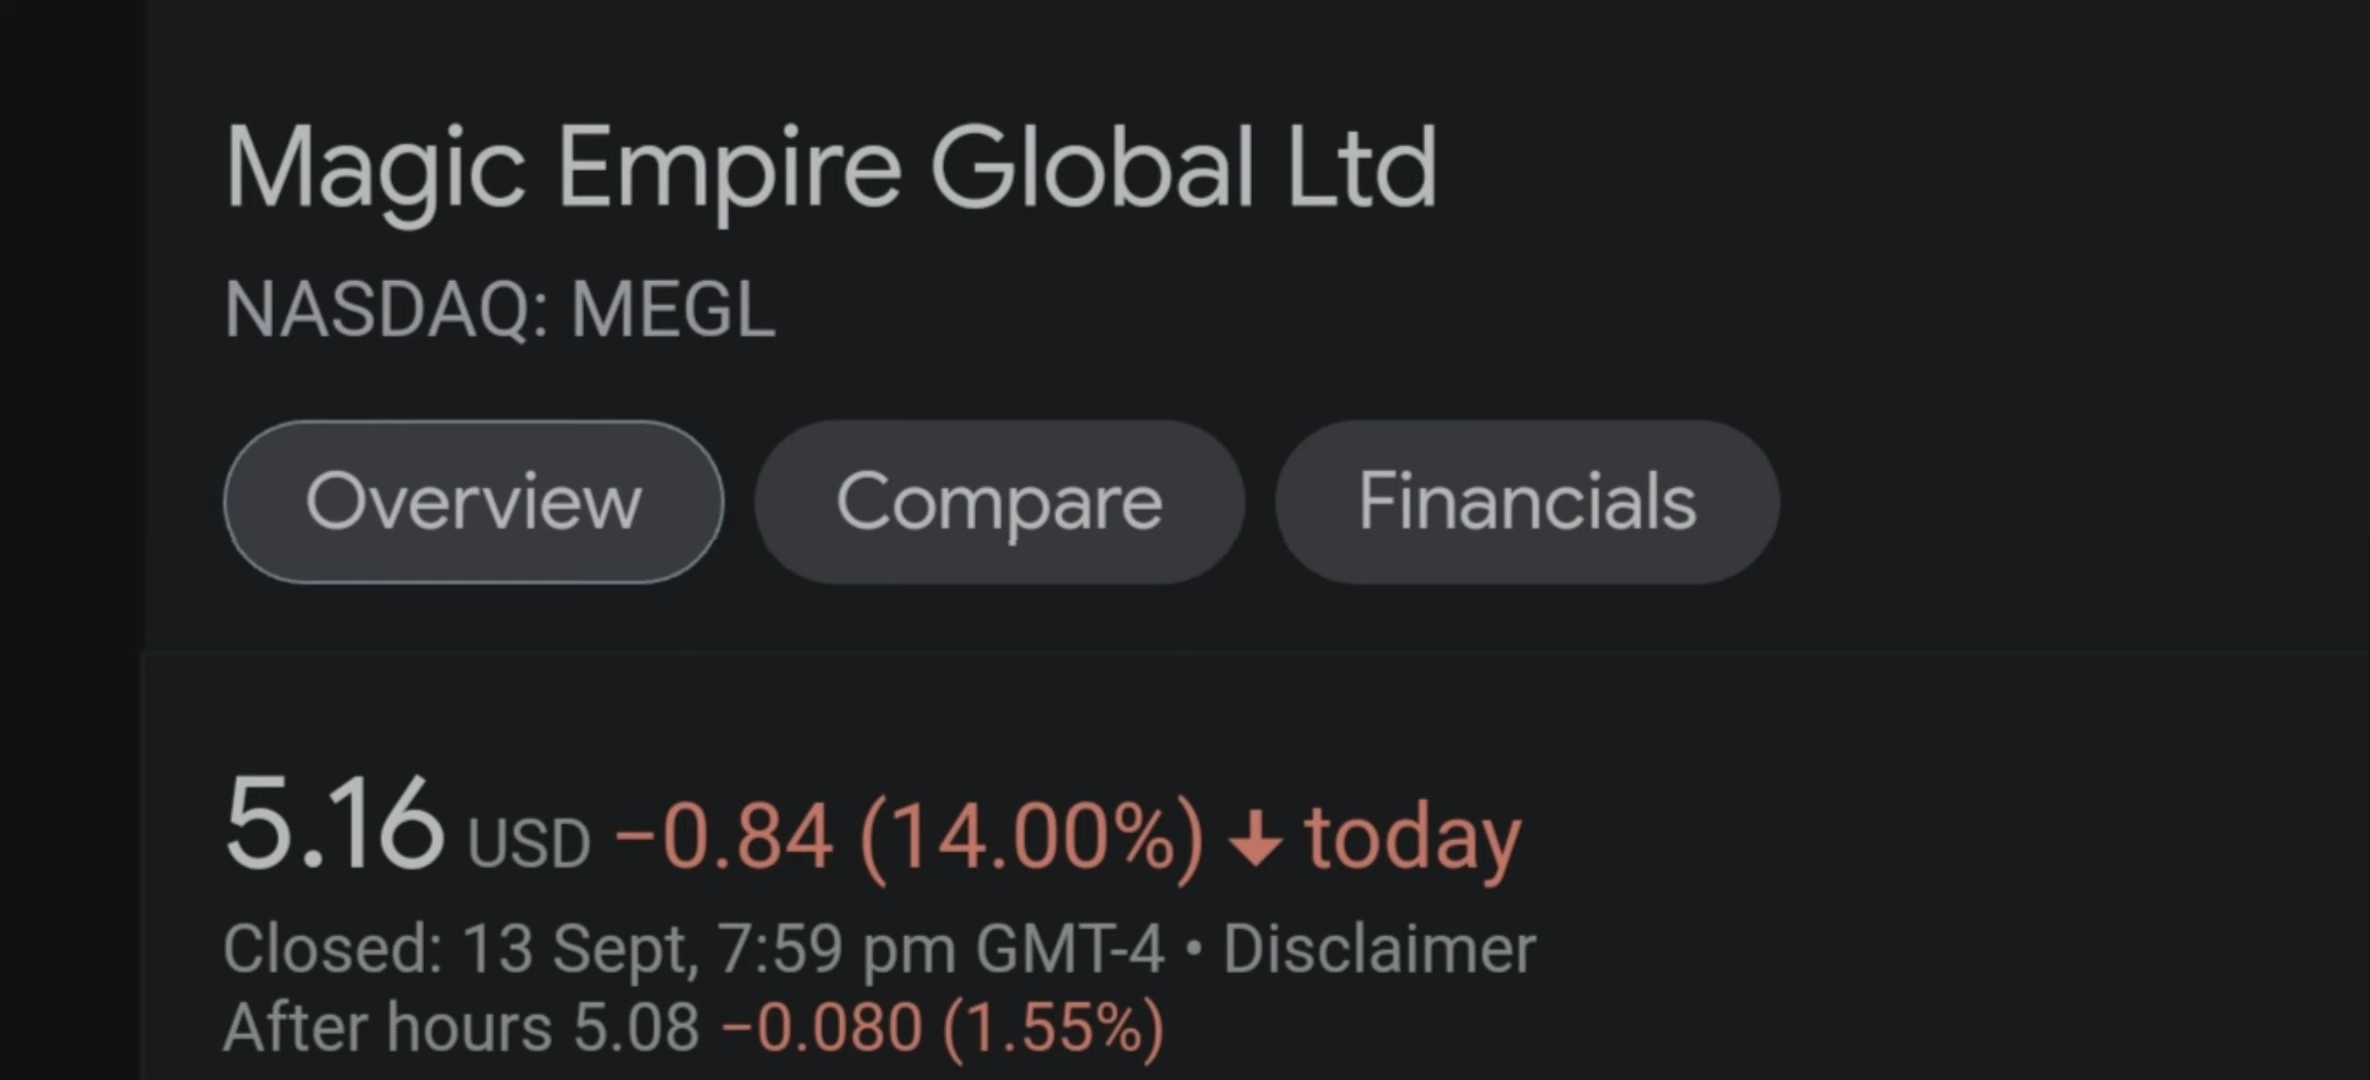 Magic Empire Global Ltd
NASDAQ: MEGL
Overview Compare Financials
5.16 USD −0.84 (14.00%) ↓ today
Closed: 13 Sept, 7:59 pm GMT-4 • Disclaimer
After hours 5.08 −0.080 (1.55%)